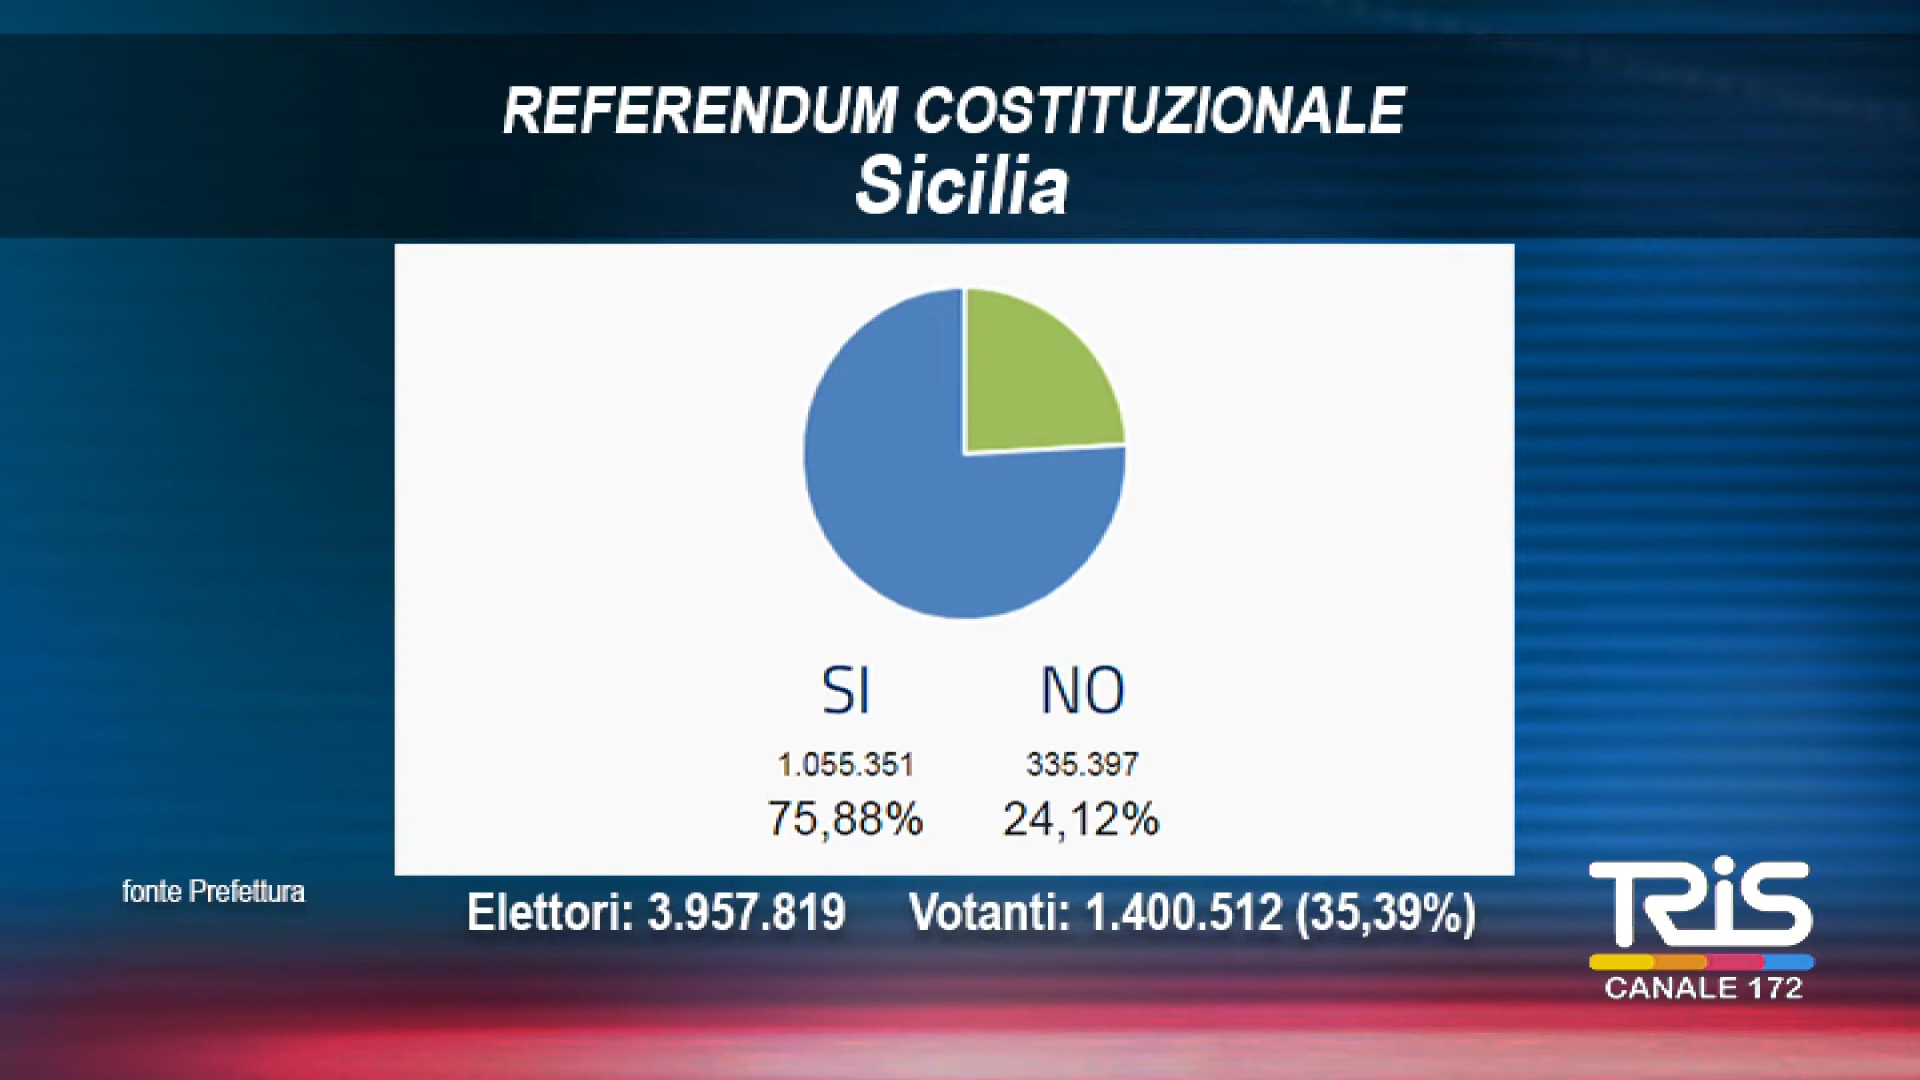 REFERENDUM COSTITUZIONALE
Sicilia
SI NO
1.055.351 335.397
75,88% 24,12%
fonte Prefettura
Elettori: 3.957.819 Votanti: 1.400.512 (35,39%)
TRiS
CANALE 172